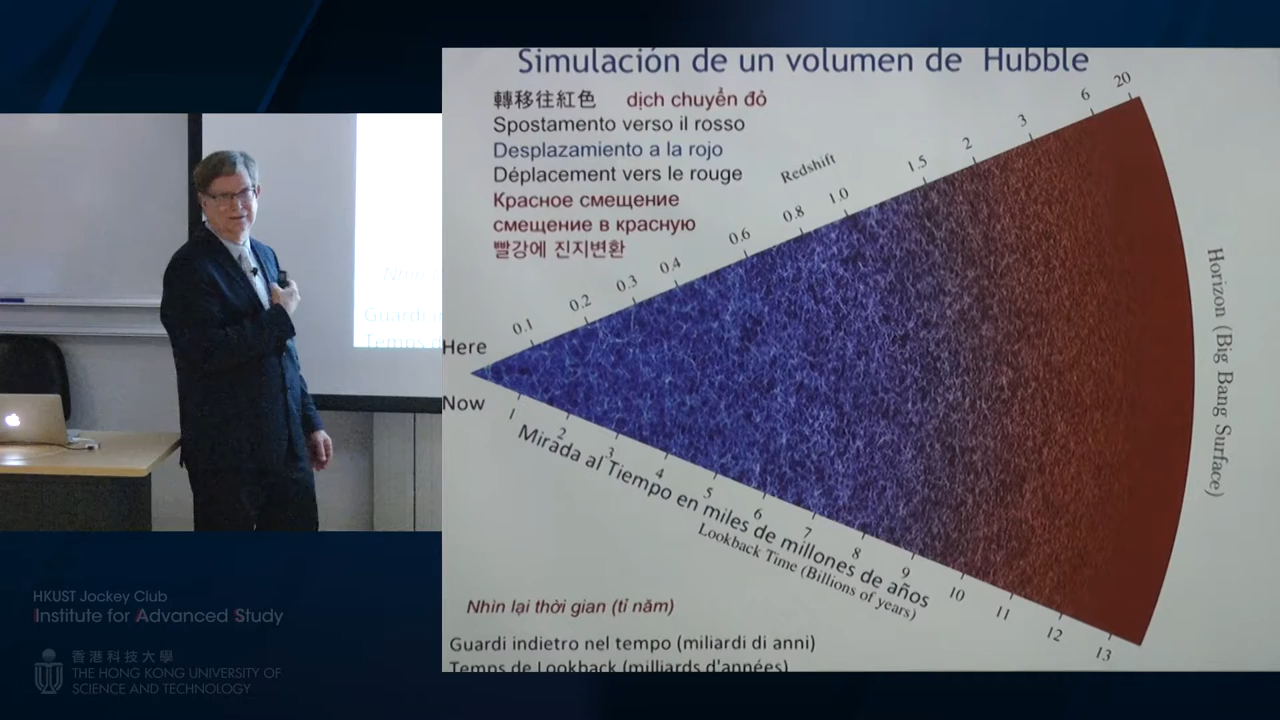 Simulación de un volumen de Hubble
轉移往紅色 dịch chuyển đỏ
Spostamento verso il rosso
Desplazamiento a la rojo
Déplacement vers le rouge
Красное смещение
смещение в красную
빨강에 진지변환
Redshift
0.1 0.2 0.3 0.4 0.6 0.8 1.0 1.5 2 3 6 20
Here
Now
1 2 3 4 5 6 7 8 9 10 11 12 13
Mirada al Tiempo en miles de millones de años
Lookback Time (Billions of years)
Horizon (Big Bang Surface)
Nhìn lại thời gian (tỉ năm)
Guardi indietro nel tempo (miliardi di anni)
Temps de Lookback (milliards d'années)
Nhìn
Guardi
Temps d
HKUST Jockey Club
Institute for Advanced Study
香港科技大學
THE HONG KONG UNIVERSITY OF
SCIENCE AND TECHNOLOGY